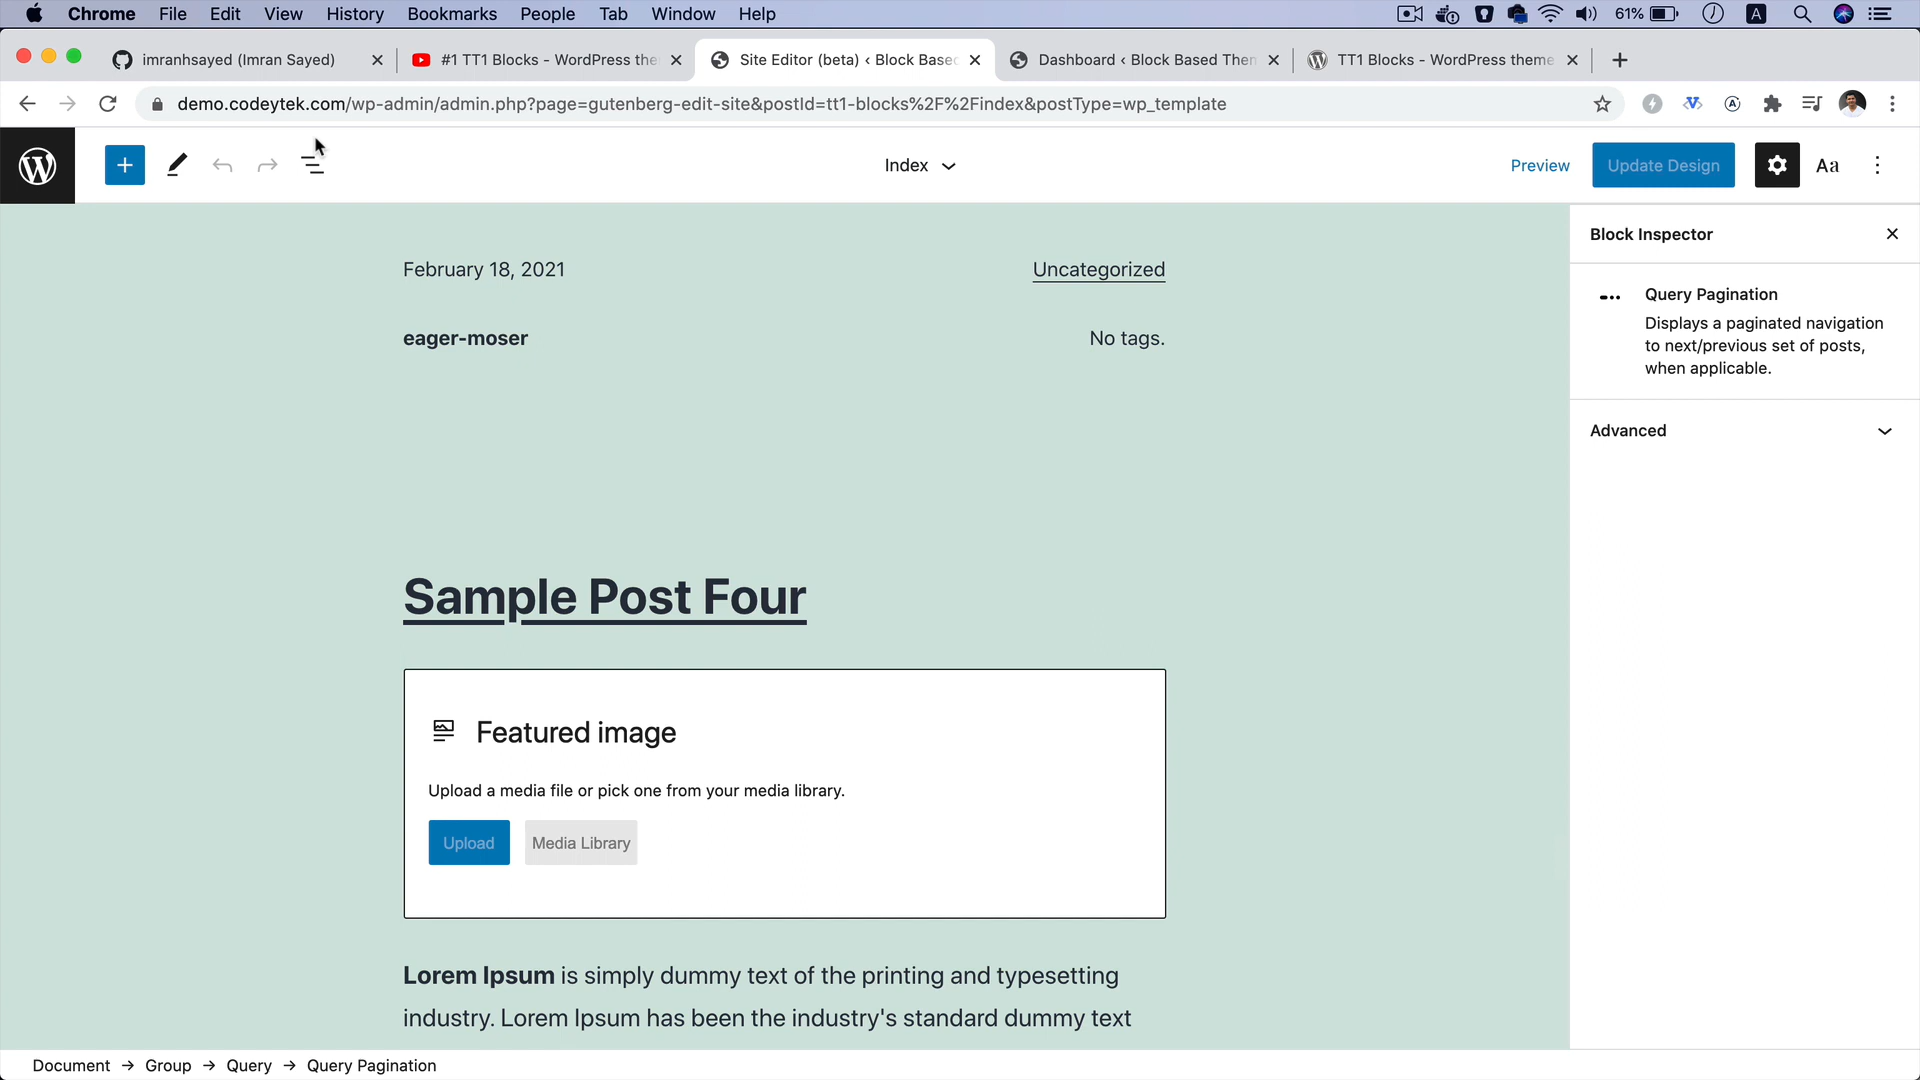 Chrome File Edit View History Bookmarks People Tab Window Help 61% A
imranhsayed (Imran Sayed) #1 TT1 Blocks - WordPress the Site Editor (beta) ‹ Block Base Dashboard ‹ Block Based Then TT1 Blocks - WordPress theme
demo.codeytek.com/wp-admin/admin.php?page=gutenberg-edit-site&postId=tt1-blocks%2F%2Findex&postType=wp_template
Index Preview Update Design Aa
February 18, 2021 Uncategorized
eager-moser No tags.
Sample Post Four
Featured image
Upload a media file or pick one from your media library.
Upload Media Library
Lorem Ipsum is simply dummy text of the printing and typesetting
industry. Lorem Ipsum has been the industry's standard dummy text
Block Inspector
Query Pagination
Displays a paginated navigation
to next/previous set of posts,
when applicable.
Advanced
Document → Group → Query → Query Pagination